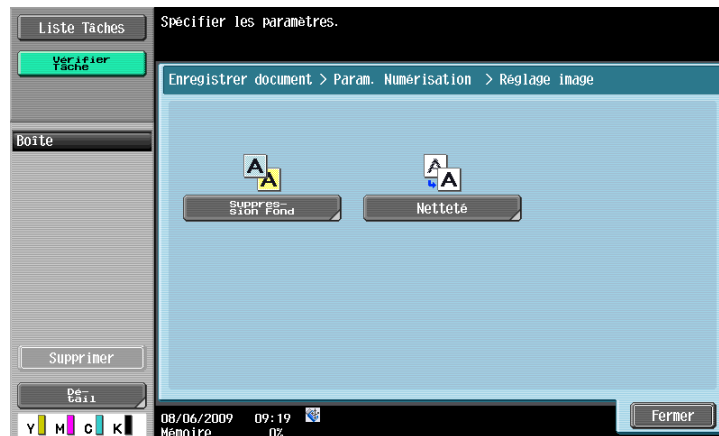 Liste Tâches
Spécifier les paramètres.
Vérifier
Tâche
Enregistrer document > Param. Numérisation > Réglage image
Boîte
A
A
A
A
Suppres-
sion Fond
Netteté
Supprimer
Dé-
tail
Fermer
Y M C K
08/06/2009 09:19
Mémoire 0%